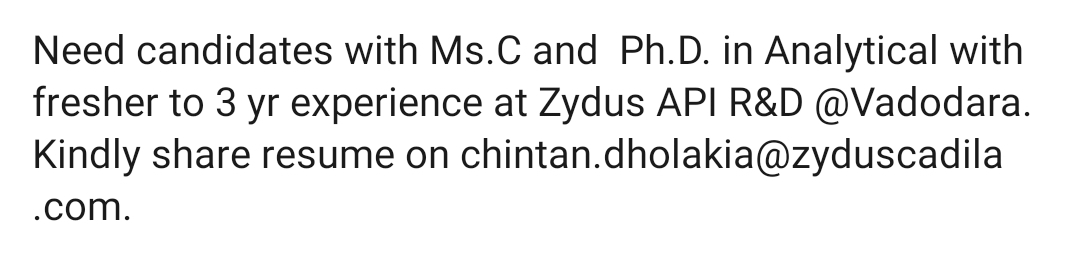 Need candidates with Ms.C and  Ph.D. in Analytical with
fresher to 3 yr experience at Zydus API R&D @Vadodara.
Kindly share resume on chintan.dholakia@zyduscadila
.com.